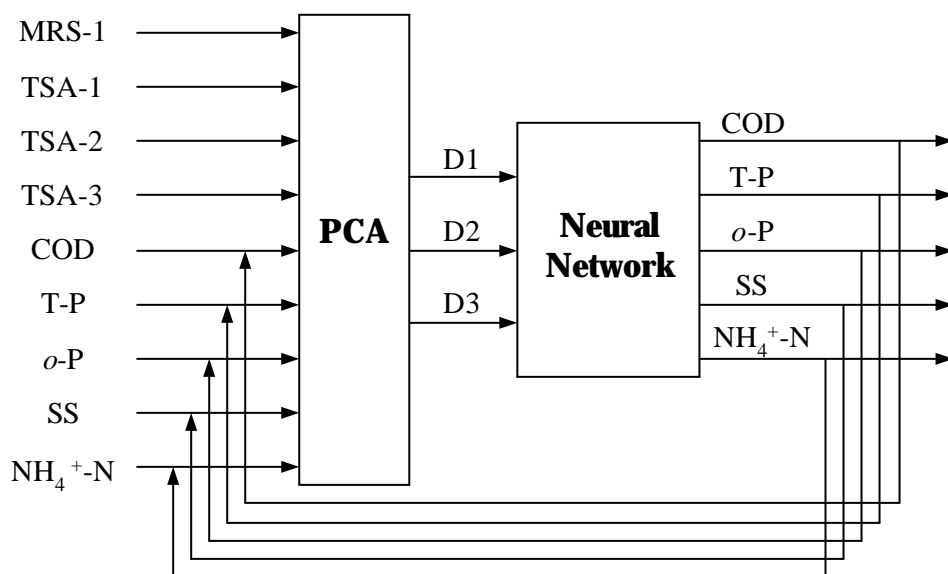 MRS-1
TSA-1
TSA-2
TSA-3
COD
T-P
o-P
SS
NH₄⁺-N
PCA
D1
D2
D3
Neural
Network
COD
T-P
o-P
SS
NH₄⁺-N